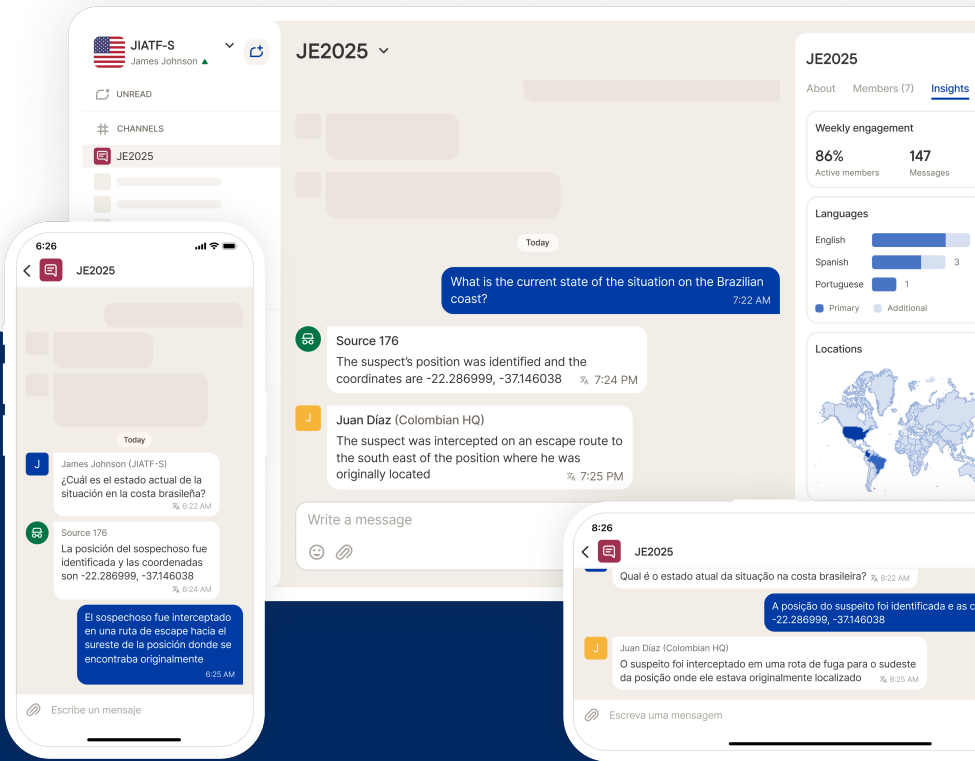 JIATF-S
James Johnson
UNREAD
CHANNELS
JE2025
JE2025
Today
What is the current state of the situation on the Brazilian
coast?
7:22 AM
Source 176
The suspect's position was identified and the
coordinates are -22.286999, -37.146038 7:24 PM
J
Juan Díaz (Colombian HQ)
The suspect was intercepted on an escape route to
the south east of the position where he was
originally located 7:25 PM
Write a message
JE2025
About Members (7) Insights
Weekly engagement
86% 147
Active members Messages
Languages
English
Spanish 3
Portuguese 1
Primary Additional
Locations
6:26
JE2025
Today
J
James Johnson (JIATF-S)
¿Cuál es el estado actual de la
situación en la costa brasileña?
6:22 AM
Source 176
La posición del sospechoso fue
identificada y las coordenadas
son -22.286999, -37.146038
6:24 AM
El sospechoso fue interceptado
en una ruta de escape hacia el
sureste de la posición donde se
encontraba originalmente
6:25 AM
Escribe un mensaje
8:26
JE2025
Qual é o estado atual da situação na costa brasileira? 8:22 AM
A posição do suspeito foi identificada e as c
-22.286999, -37.146038
J
Juan Díaz (Colombian HQ)
O suspeito foi interceptado em uma rota de fuga para o sudeste
da posição onde ele estava originalmente localizado 8:25 AM
Escreva uma mensagem